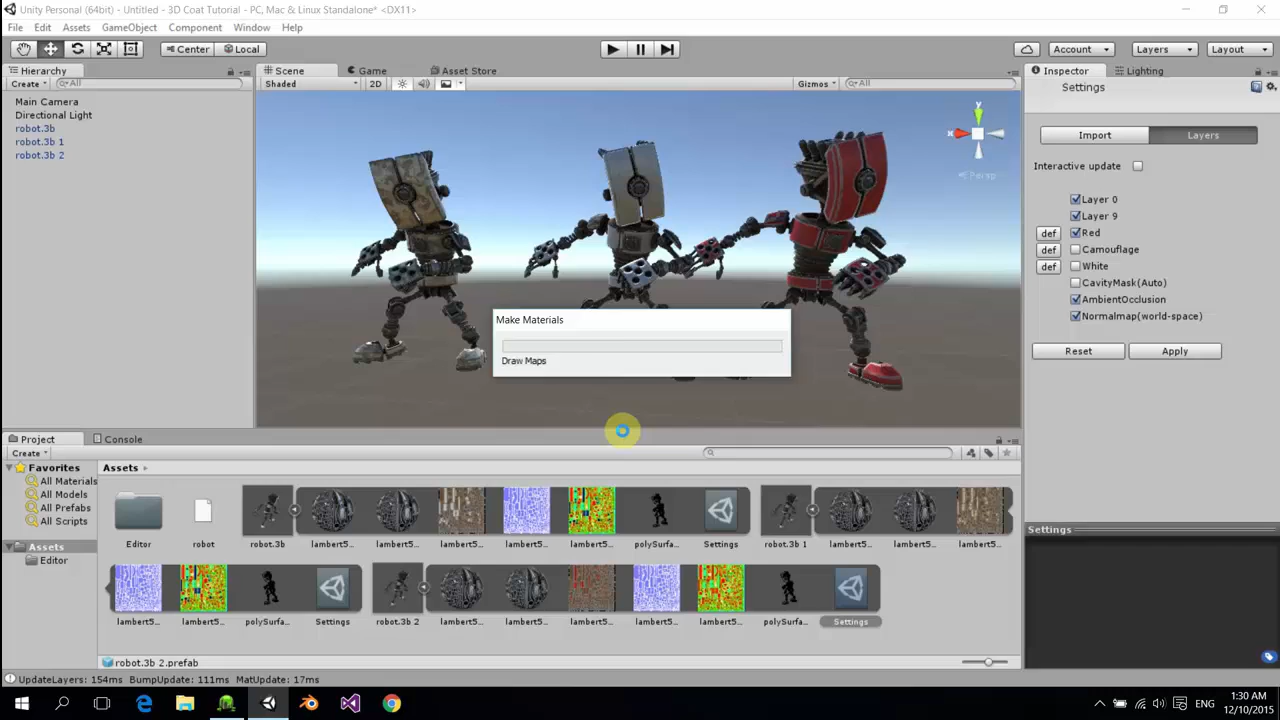 Unity Personal (64bit) - Untitled - 3D Coat Tutorial - PC, Mac & Linux Standalone* <DX11>
File Edit Assets GameObject Component Window Help
Center Local Account Layers Layout
Hierarchy Scene Game Asset Store Inspector Lighting
Create All Shaded 2D Gizmos All Settings
Main Camera
Directional Light
robot.3b
robot.3b 1
robot.3b 2
y
x
Persp
Import Layers
Interactive update
Layer 0
Layer 9
def Red
def Camouflage
def White
CavityMask(Auto)
AmbientOcclusion
Normalmap(world-space)
Reset Apply
Make Materials
Draw Maps
Project Console
Create
Favorites
All Materials
All Models
All Prefabs
All Scripts
Assets
Editor
Assets
Editor robot robot.3b lambert5... lambert5... lambert5... lambert5... lambert5... polySurfa... Settings robot.3b 1 lambert5... lambert5... lambert5...
lambert5... lambert5... polySurfa... Settings robot.3b 2 lambert5... lambert5... lambert5... lambert5... lambert5... polySurfa... Settings
robot.3b 2.prefab
Settings
UpdateLayers: 154ms BumpUpdate: 111ms MatUpdate: 17ms
ENG
1:30 AM
12/10/2015